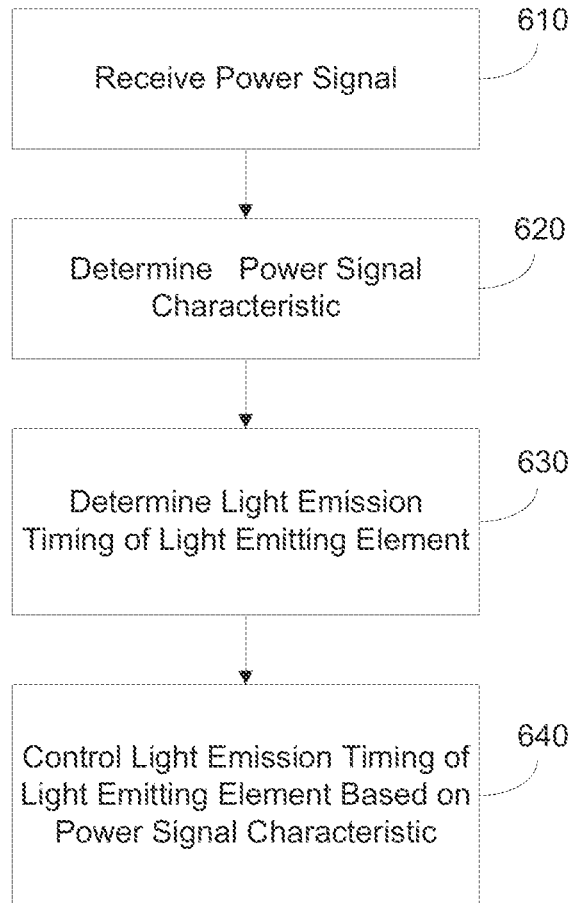 610
Receive Power Signal
620
Determine Power Signal
Characteristic
630
Determine Light Emission
Timing of Light Emitting Element
640
Control Light Emission Timing of
Light Emitting Element Based on
Power Signal Characteristic